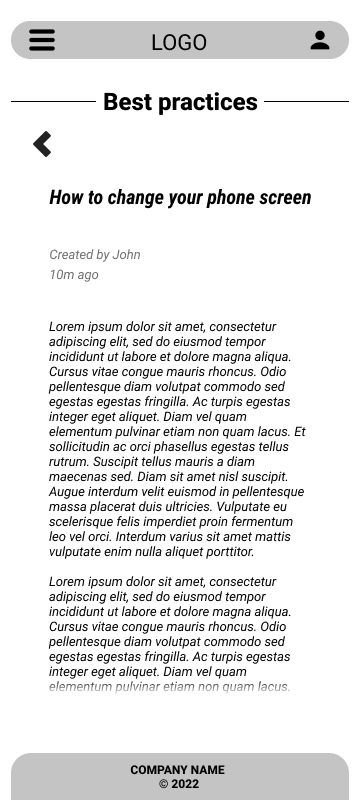 LOGO
Best practices
How to change your phone screen
Created by John
10m ago
Lorem ipsum dolor sit amet, consectetur
adipiscing elit, sed do eiusmod tempor
incididunt ut labore et dolore magna aliqua.
Cursus vitae congue mauris rhoncus. Odio
pellentesque diam volutpat commodo sed
egestas egestas fringilla. Ac turpis egestas
integer eget aliquet. Diam vel quam
elementum pulvinar etiam non quam lacus. Et
sollicitudin ac orci phasellus egestas tellus
rutrum. Suscipit tellus mauris a diam
maecenas sed. Diam sit amet nisl suscipit.
Augue interdum velit euismod in pellentesque
massa placerat duis ultricies. Vulputate eu
scelerisque felis imperdiet proin fermentum
leo vel orci. Interdum varius sit amet mattis
vulputate enim nulla aliquet porttitor.
Lorem ipsum dolor sit amet, consectetur
adipiscing elit, sed do eiusmod tempor
incididunt ut labore et dolore magna aliqua.
Cursus vitae congue mauris rhoncus. Odio
pellentesque diam volutpat commodo sed
egestas egestas fringilla. Ac turpis egestas
integer eget aliquet. Diam vel quam
elementum pulvinar etiam non quam lacus.
COMPANY NAME
© 2022